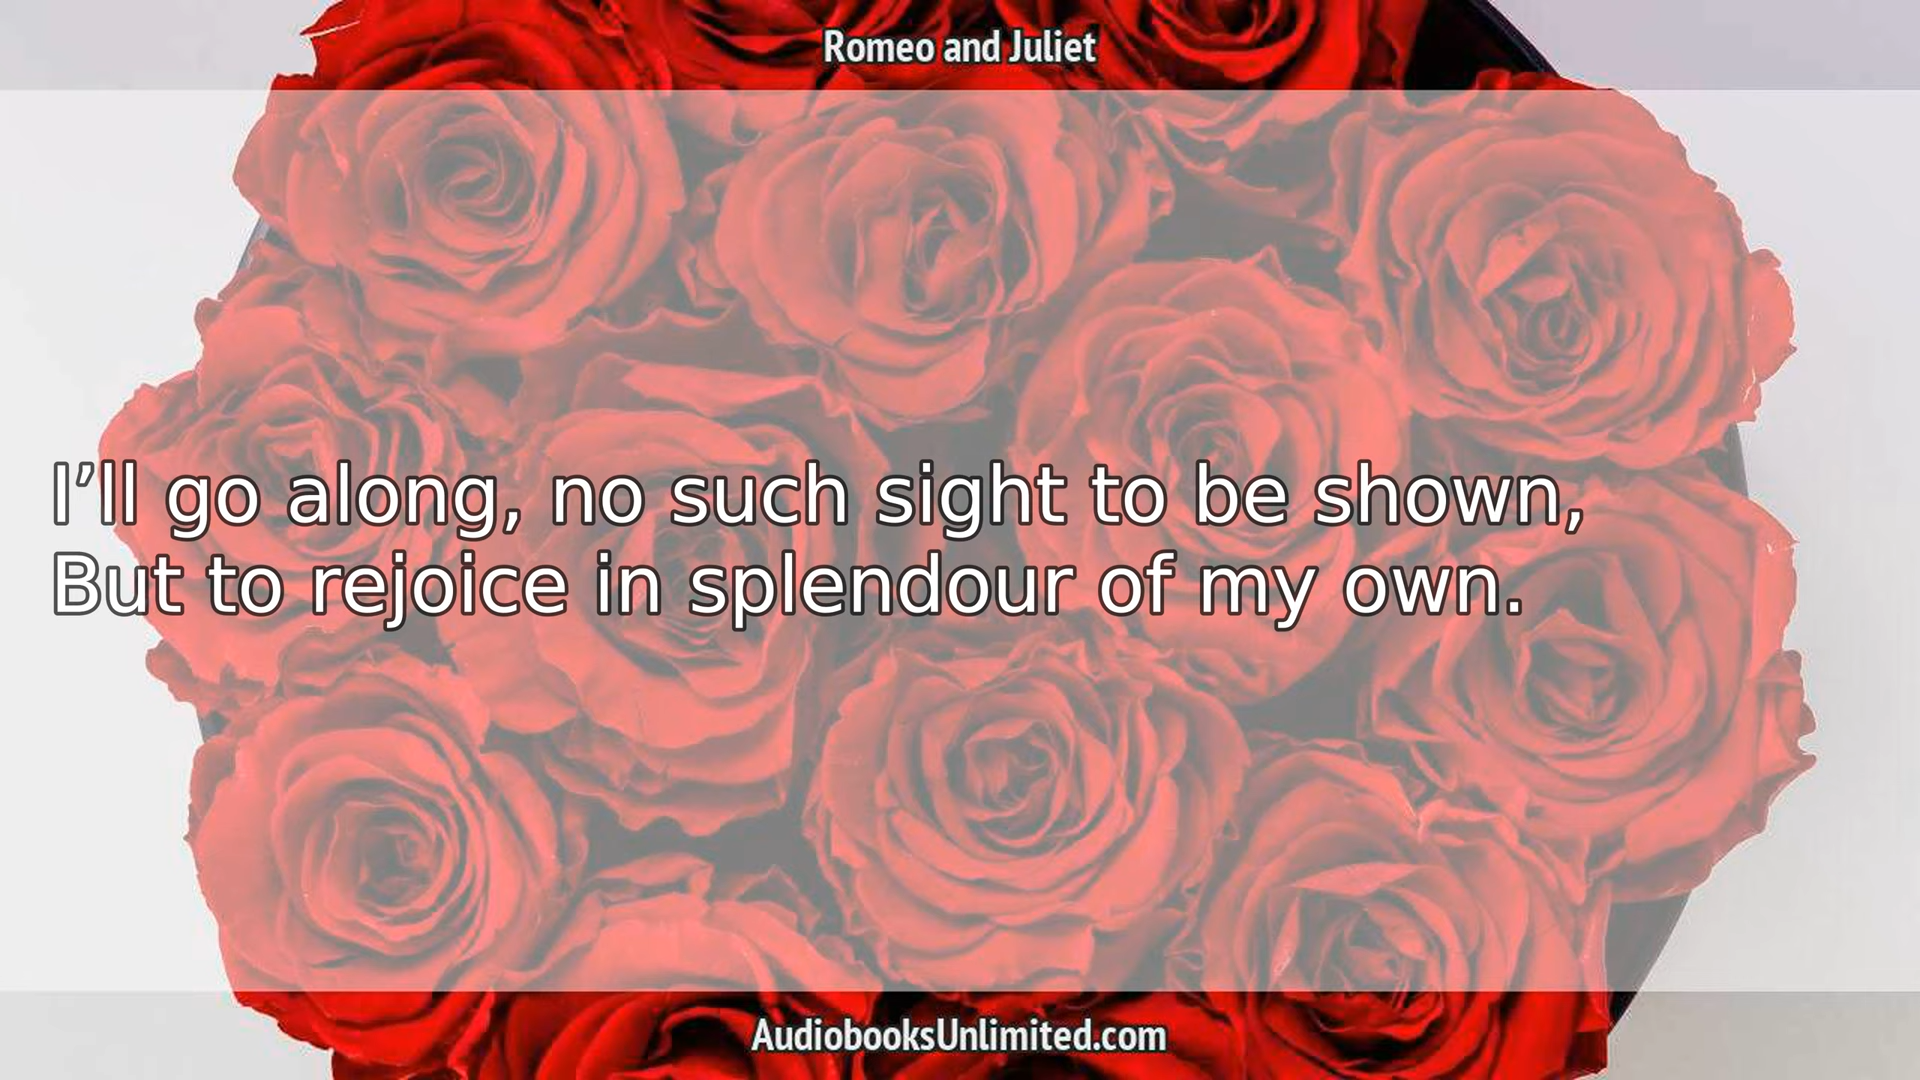 Romeo and Juliet
I’ll go along, no such sight to be shown,
But to rejoice in splendour of my own.
AudiobooksUnlimited.com